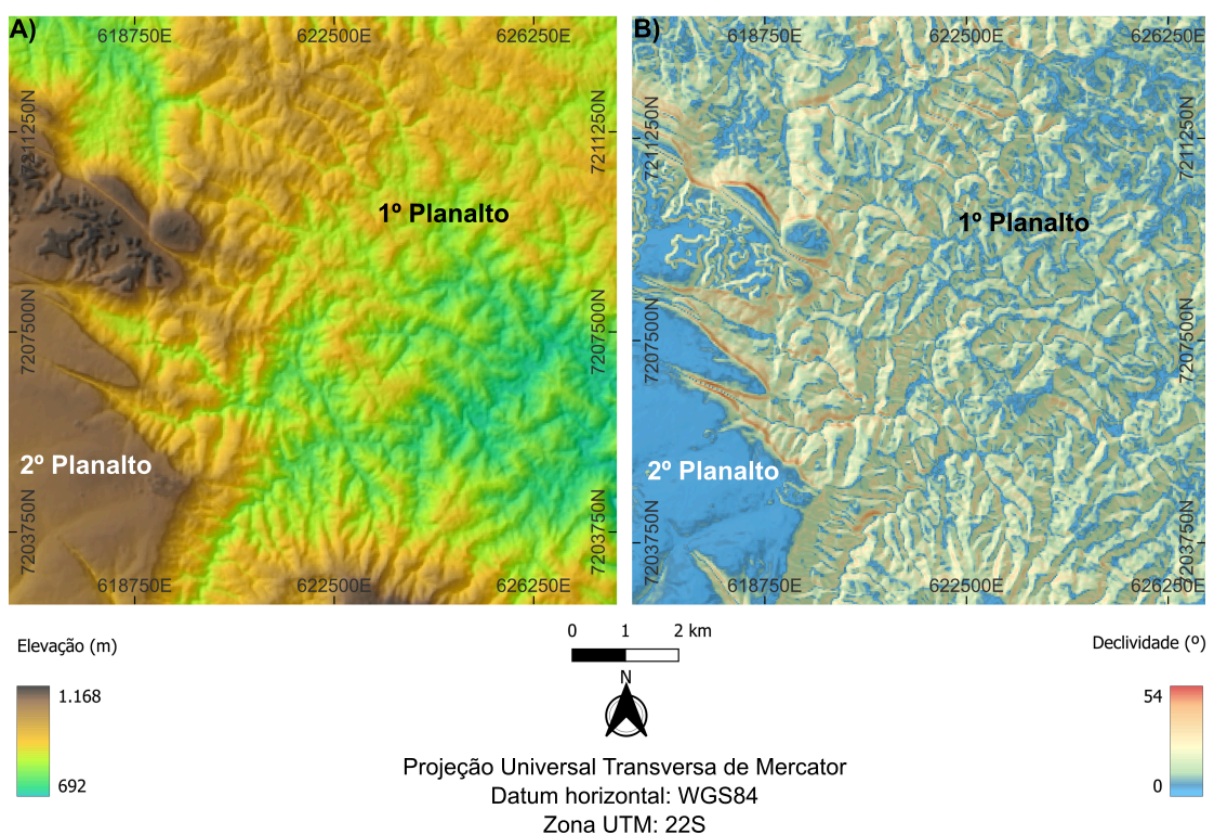 A)
618750E
622500E
626250E
7211250N
7211250N
1º Planalto
7207500N
7207500N
2º Planalto
7203750N
7203750N
618750E
622500E
626250E
B)
618750E
622500E
626250E
7211250N
7211250N
1º Planalto
7207500N
7207500N
2º Planalto
7203750N
7203750N
618750E
622500E
626250E
Elevação (m)
1.168
692
0 1 2 km
N
Projeção Universal Transversa de Mercator
Datum horizontal: WGS84
Zona UTM: 22S
Declividade (º)
54
0